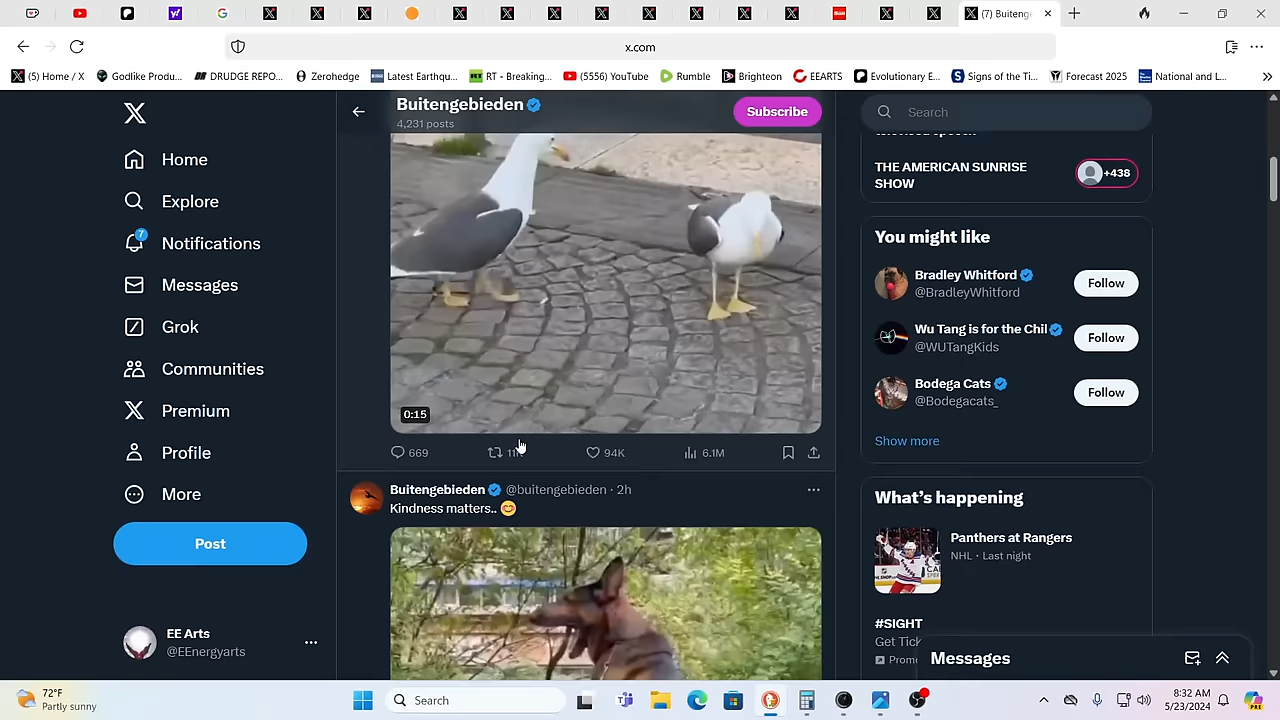 (7) Buiteng
x.com
(5) Home / X
Godlike Produ...
DRUDGE REPO...
Zerohedge
Latest Earthqu...
RT - Breaking...
(5556) YouTube
Rumble
Brighteon
EEARTS
Evolutionary E...
Signs of the Ti...
Forecast 2025
National and L...
Home
Explore
7
Notifications
Messages
Grok
Communities
Premium
Profile
More
Post
EE Arts
@EEnergyarts
Buitengebieden
4,231 posts
Subscribe
0:15
669
94K
6.1M
Buitengebieden @buitengebieden · 2h
Kindness matters..
Search
THE AMERICAN SUNRISE
SHOW
+438
You might like
Bradley Whitford
@BradleyWhitford
Follow
Wu Tang is for the Chil
@WUTangKids
Follow
Bodega Cats
@Bodegacats_
Follow
Show more
What's happening
Panthers at Rangers
NHL · Last night
#SIGHT
Get Tick
Promo
Messages
72°F
Partly sunny
Search
8:32 AM
5/23/2024
PRE